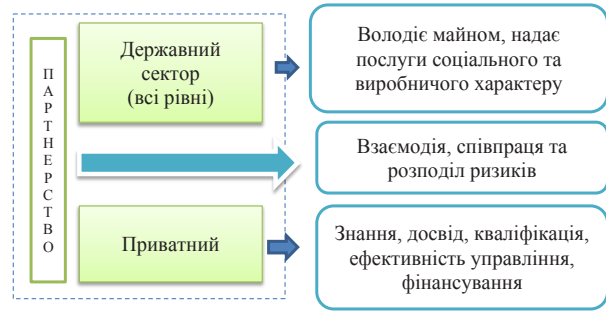 ПАРТНЕРСТВО
Державний
сектор
(всі рівні)
Володіє майном, надає
послуги соціального та
виробничого характеру
Взаємодія, співпраця та
розподіл ризиків
Приватний
Знання, досвід, кваліфікація,
ефективність управління,
фінансування